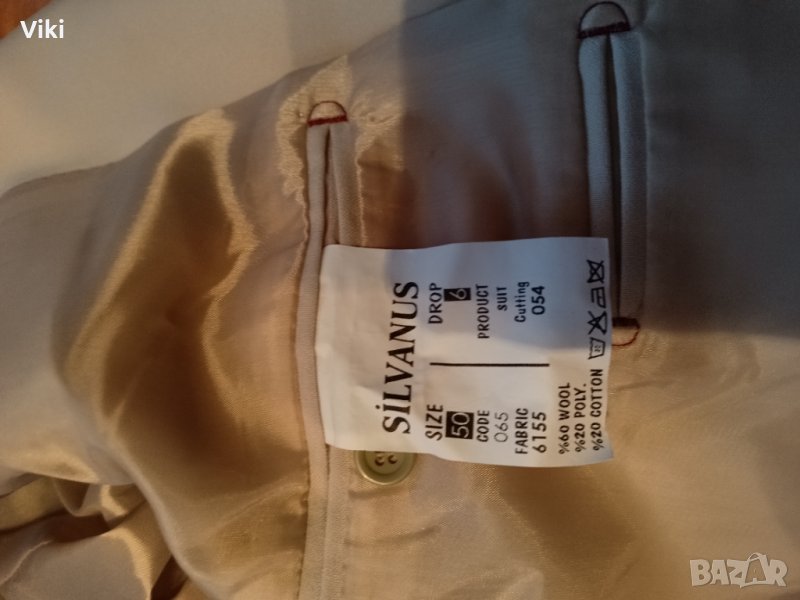 Viki
SİLVANUS
SIZE
50
CODE
065
FABRIC
6155
DROP
6
PRODUCT
SUIT
Cutting
054
%60 WOOL
%20 POLY.
%20 COTTON
BAZAR